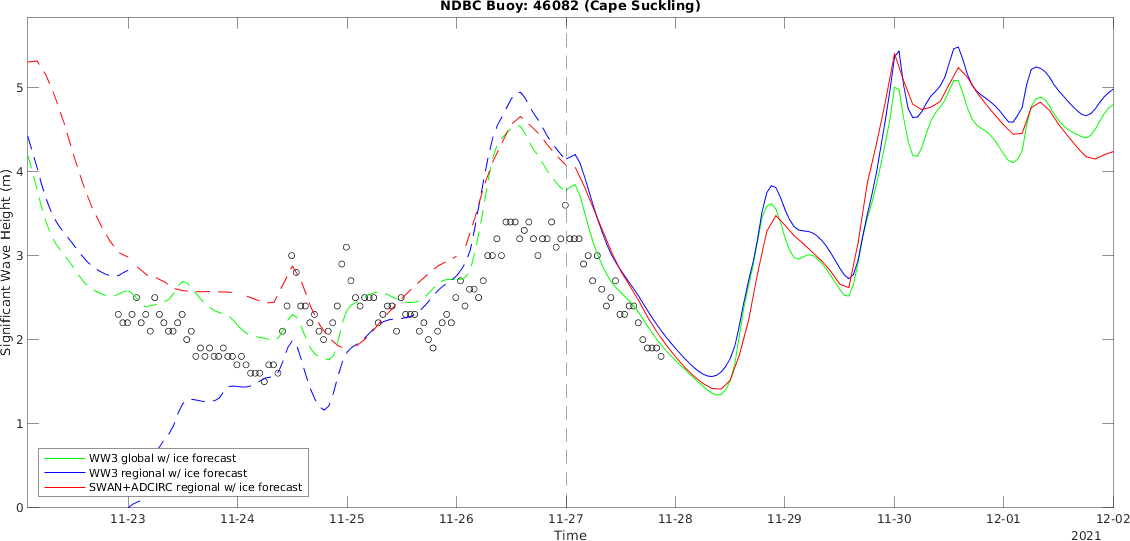 NDBC Buoy: 46082 (Cape Suckling)
Significant Wave Height (m)
5
4
3
2
1
0
WW3 global w/ ice forecast
WW3 regional w/ ice forecast
SWAN+ADCIRC regional w/ ice forecast
11-23 11-24 11-25 11-26 11-27 11-28 11-29 11-30 12-01 12-02
Time
2021